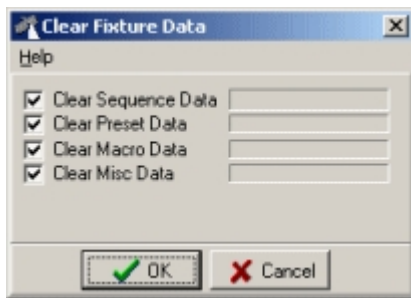 Clear Fixture Data
Help
Clear Sequence Data
Clear Preset Data
Clear Macro Data
Clear Misc Data
OK Cancel